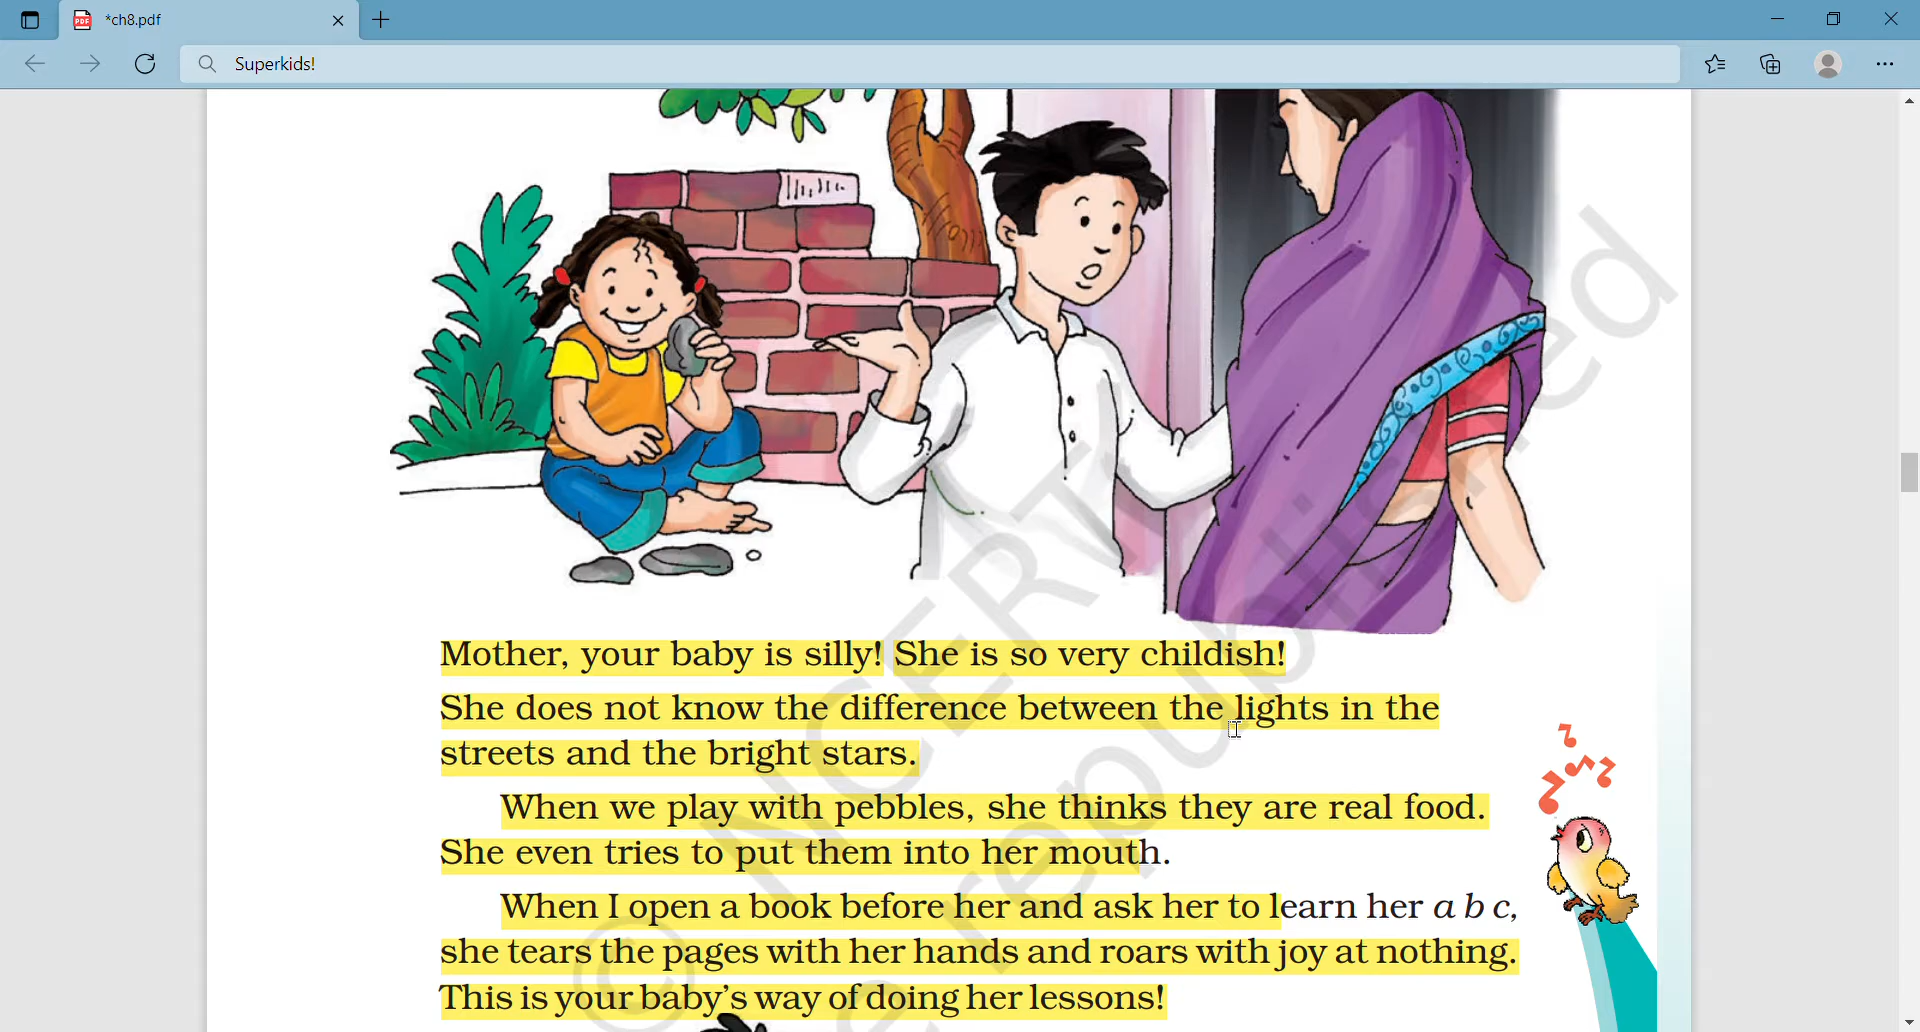 *ch8.pdf
Superkids!
Mother, your baby is silly! She is so very childish!
She does not know the difference between the lights in the
streets and the bright stars.
When we play with pebbles, she thinks they are real food.
She even tries to put them into her mouth.
When I open a book before her and ask her to learn her a b c,
she tears the pages with her hands and roars with joy at nothing.
This is your baby's way of doing her lessons!
© NCERT
republished